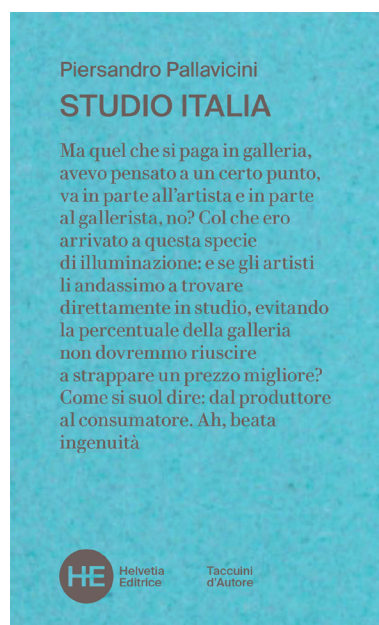 Piersandro Pallavicini
STUDIO ITALIA
Ma quel che si paga in galleria,
avevo pensato a un certo punto,
va in parte all'artista e in parte
al gallerista, no? Col che ero
arrivato a questa specie
di illuminazione: e se gli artisti
li andassimo a trovare
direttamente in studio, evitando
la percentuale della galleria
non dovremmo riuscire
a strappare un prezzo migliore?
Come si suol dire: dal produttore
al consumatore. Ah, beata
ingenuità
HE
Helvetia
Editrice
Taccuini
d'Autore